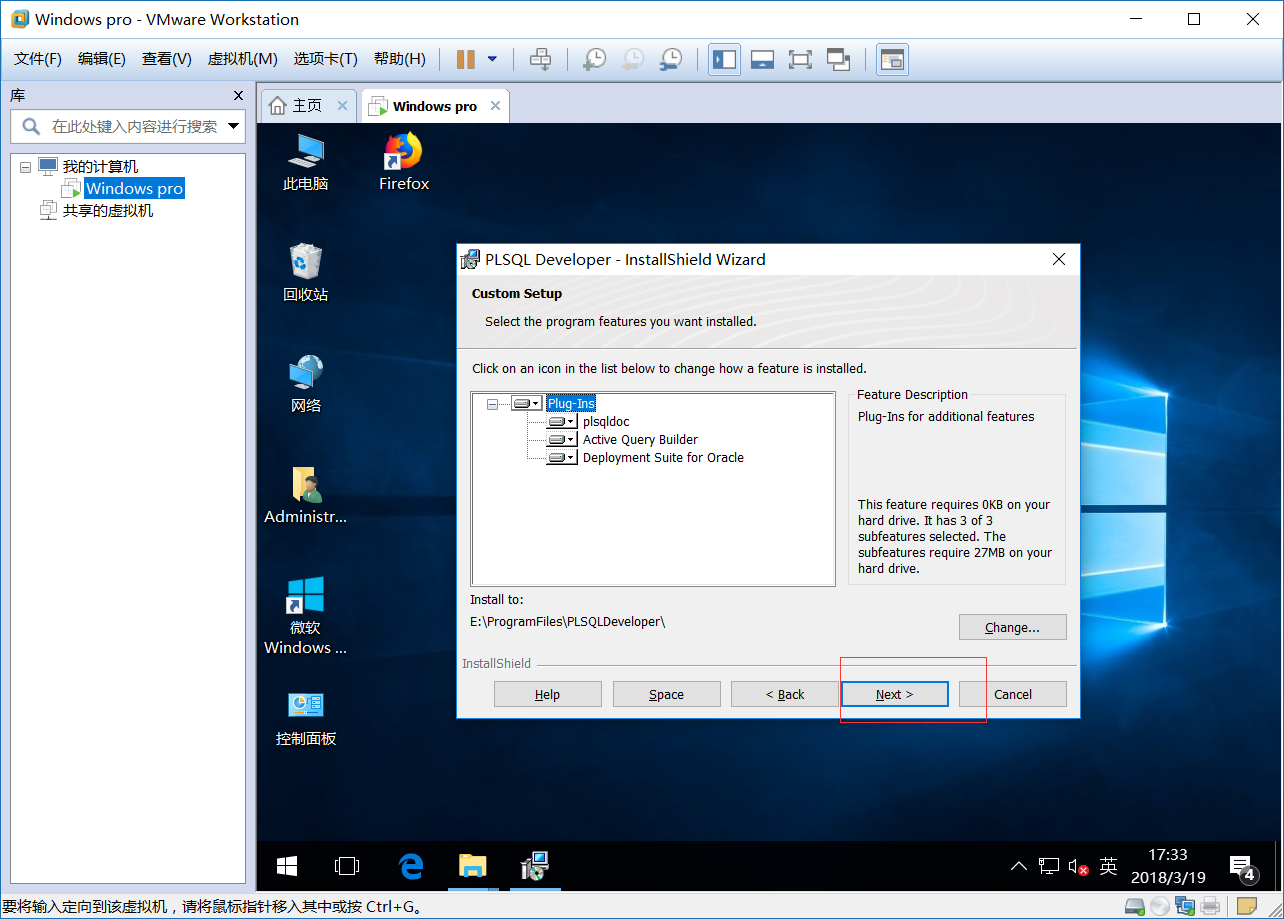 Windows pro - VMware Workstation
文件(F) 编辑(E) 查看(V) 虚拟机(M) 选项卡(T) 帮助(H)
库
在此处键入内容进行搜索
我的计算机
Windows pro
共享的虚拟机
主页
Windows pro
此电脑
Firefox
回收站
网络
Administr...
微软
Windows ...
控制面板
PLSQL Developer - InstallShield Wizard
Custom Setup
Select the program features you want installed.
Click on an icon in the list below to change how a feature is installed.
Plug-Ins
plsqldoc
Active Query Builder
Deployment Suite for Oracle
Feature Description
Plug-Ins for additional features
This feature requires 0KB on your
hard drive. It has 3 of 3
subfeatures selected. The
subfeatures require 27MB on your
hard drive.
Install to:
E:\ProgramFiles\PLSQLDeveloper\
Change...
InstallShield
Help Space < Back Next > Cancel
英
17:33
2018/3/19
4
要将输入定向到该虚拟机，请将鼠标指针移入其中或按 Ctrl+G。